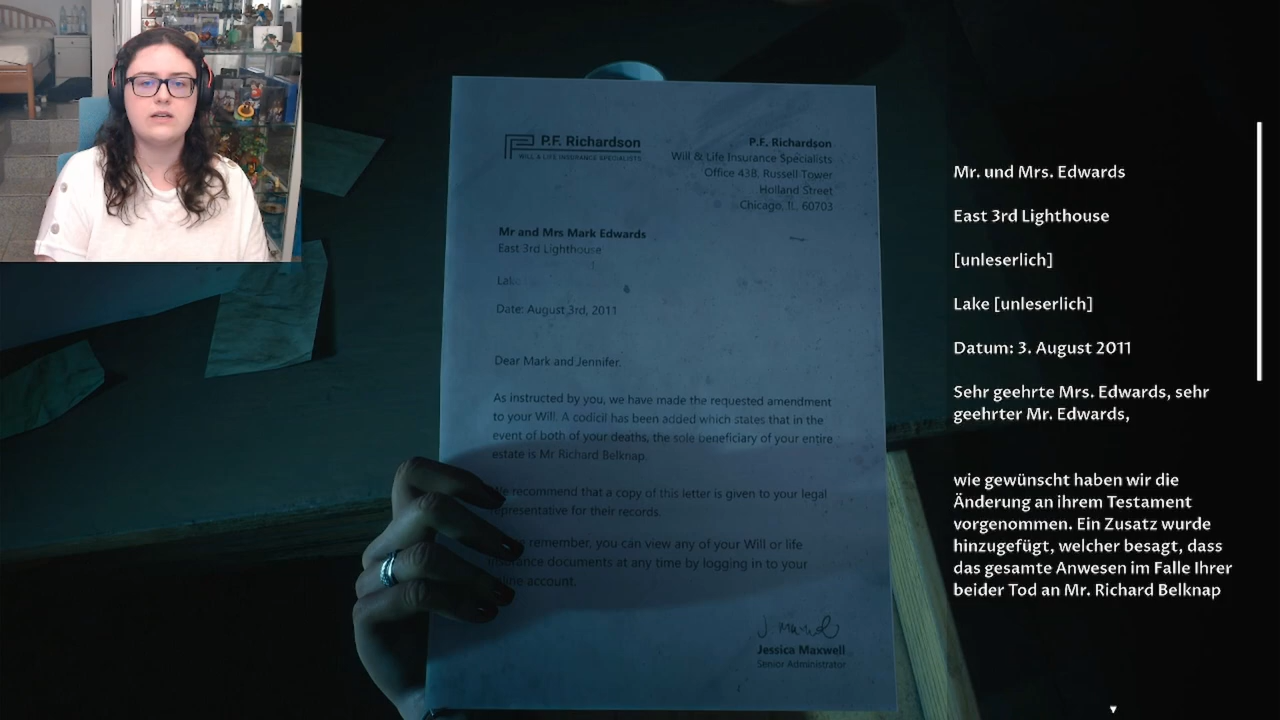 P.F. Richardson
WILL & LIFE INSURANCE SPECIALISTS
P.F. Richardson
Will & Life Insurance Specialists
Office 43B, Russell Tower
Holland Street
Chicago, IL, 60703
Mr and Mrs Mark Edwards
East 3rd Lighthouse
Lake
Date: August 3rd, 2011
Dear Mark and Jennifer.
As instructed by you, we have made the requested amendment
to your Will. A codicil has been added which states that in the
event of both of your deaths, the sole beneficiary of your entire
estate is Mr Richard Belknap.
We recommend that a copy of this letter is given to your legal
representative for their records.
remember, you can view any of your Will or life
insurance documents at any time by logging in to your
online account.
Jessica Maxwell
Senior Administrator
Mr. und Mrs. Edwards
East 3rd Lighthouse
[unleserlich]
Lake [unleserlich]
Datum: 3. August 2011
Sehr geehrte Mrs. Edwards, sehr
geehrter Mr. Edwards,
wie gewünscht haben wir die
Änderung an ihrem Testament
vorgenommen. Ein Zusatz wurde
hinzugefügt, welcher besagt, dass
das gesamte Anwesen im Falle Ihrer
beider Tod an Mr. Richard Belknap